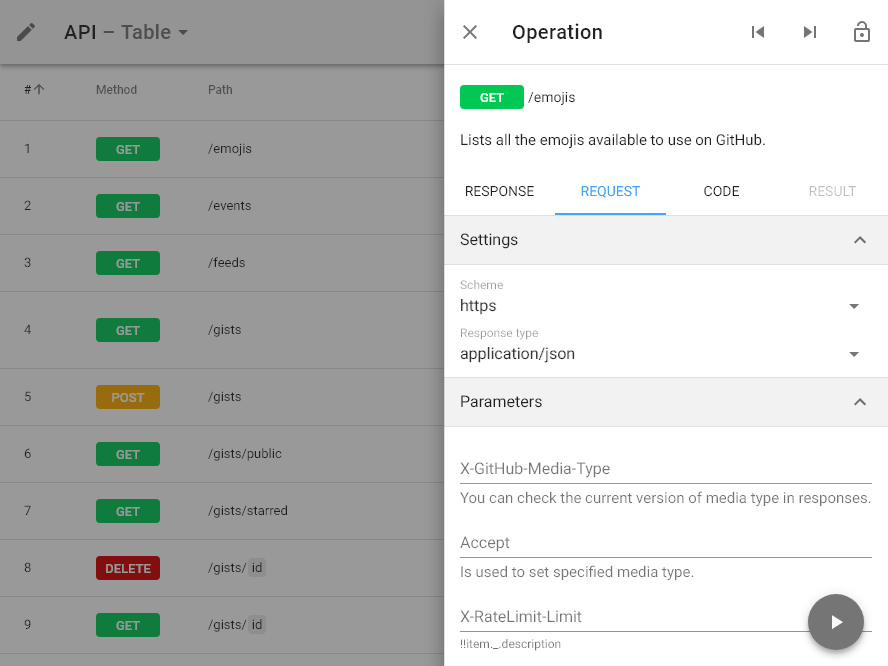 API – Table
# Method Path
1 GET /emojis
2 GET /events
3 GET /feeds
4 GET /gists
5 POST /gists
6 GET /gists/public
7 GET /gists/starred
8 DELETE /gists/ id
9 GET /gists/ id
Operation
GET /emojis
Lists all the emojis available to use on GitHub.
RESPONSE REQUEST CODE RESULT
Settings
Scheme
https
Response type
application/json
Parameters
X-GitHub-Media-Type
You can check the current version of media type in responses.
Accept
Is used to set specified media type.
X-RateLimit-Limit
!!item._.description